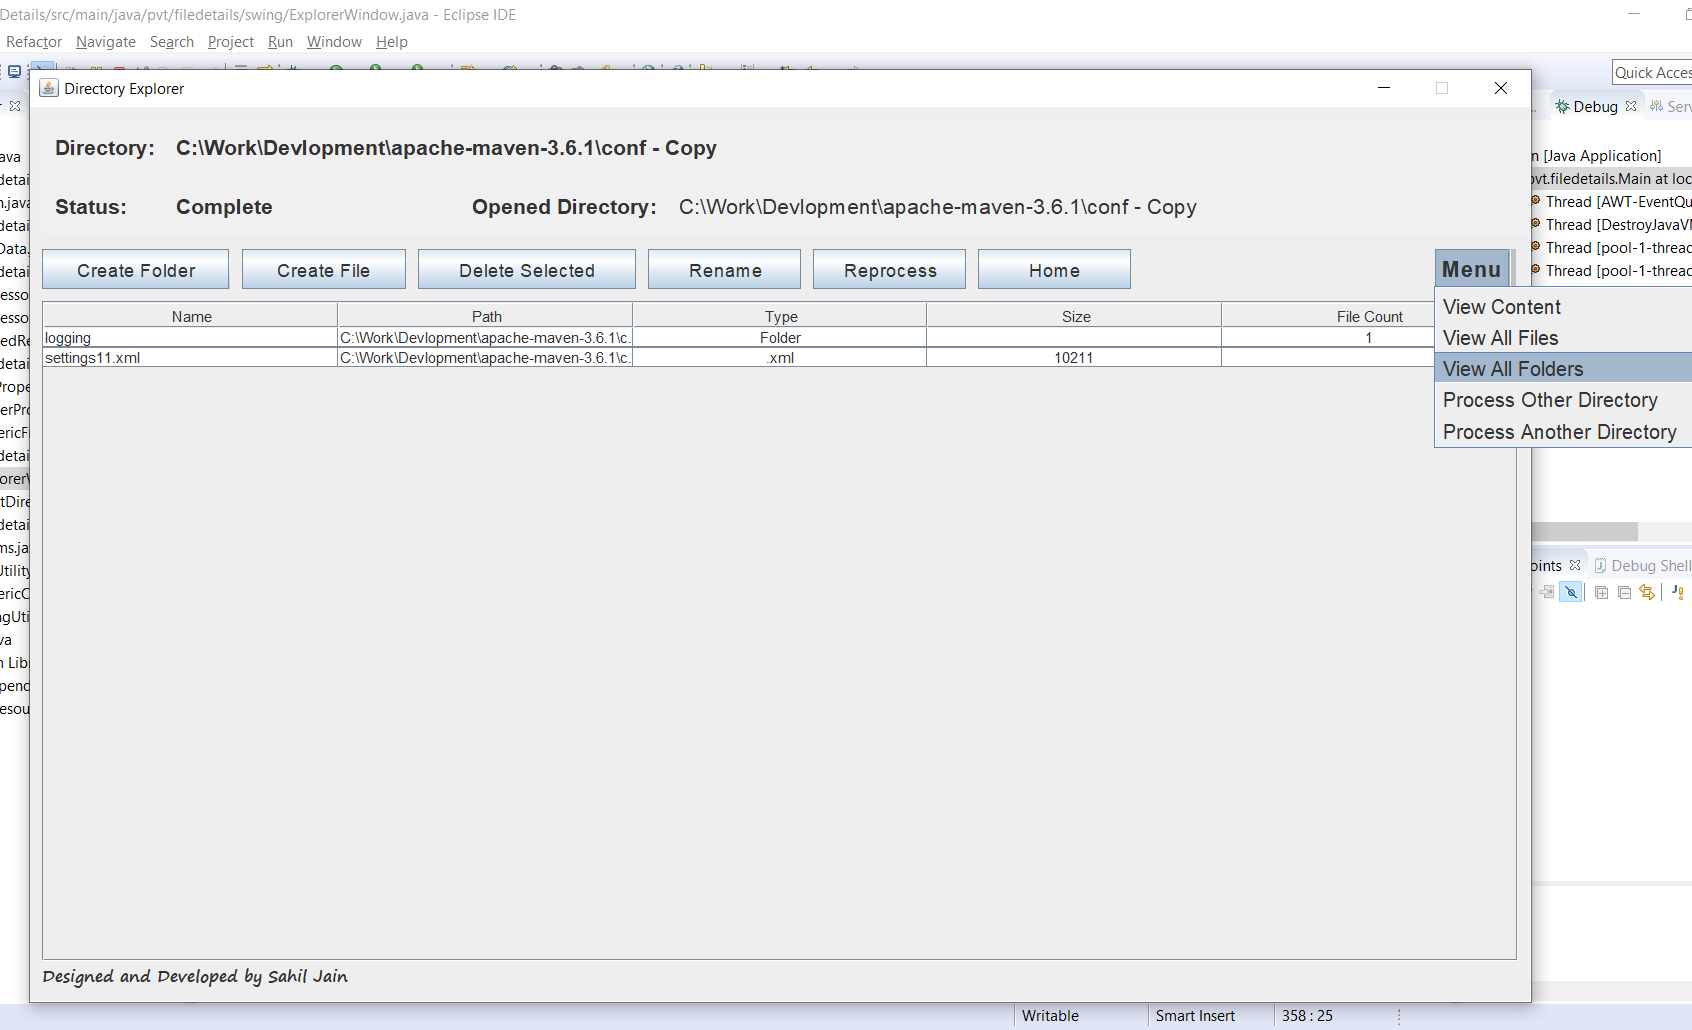 Details/src/main/java/pvt/filedetails/swing/ExplorerWindow.java - Eclipse IDE
Refactor Navigate Search Project Run Window Help
Quick Acces
Directory Explorer
Debug Serv
Directory: C:\Work\Devlopment\apache-maven-3.6.1\conf - Copy
Status: Complete Opened Directory: C:\Work\Devlopment\apache-maven-3.6.1\conf - Copy
Create Folder Create File Delete Selected Rename Reprocess Home Menu
Name Path Type Size File Count
logging C:\Work\Devlopment\apache-maven-3.6.1\c. Folder 1
settings11.xml C:\Work\Devlopment\apache-maven-3.6.1\c. .xml 10211
View Content
View All Files
View All Folders
Process Other Directory
Process Another Directory
n [Java Application]
pvt.filedetails.Main at loc
Thread [AWT-EventQu
Thread [DestroyJavaVM
Thread [pool-1-threac
Thread [pool-1-threac
oints Debug Shell
ava
detai
n.java
detai
Data.
detai
esso
esso
edRe
detai
Prope
erPro
ericFi
detai
orerW
tDire
detai
ms.ja
Utility
ericC
gUti
va
n Libr
pend
esou
Designed and Developed by Sahil Jain
Writable Smart Insert 358 : 25